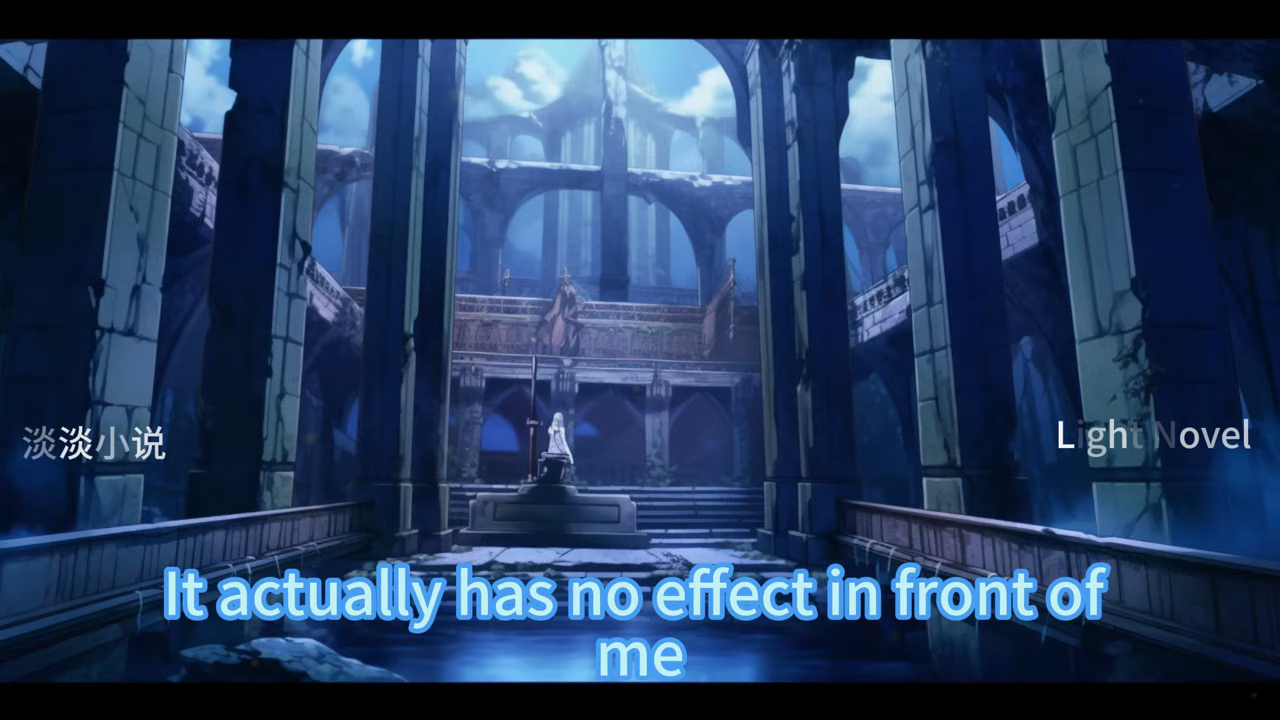 淡淡小说
Light Novel
It actually has no effect in front of
me